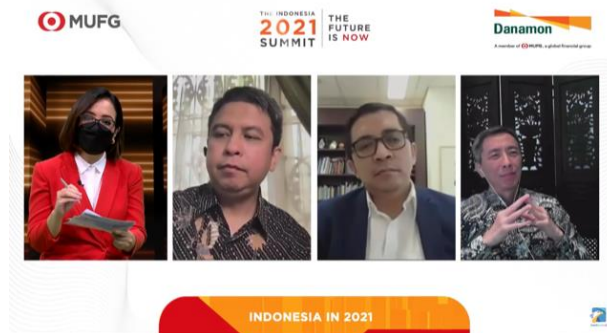 MUFG
THE INDONESIA
2021
SUMMIT
THE
FUTURE
IS NOW
Danamon
A member of MUFG, a global financial group
INDONESIA IN 2021